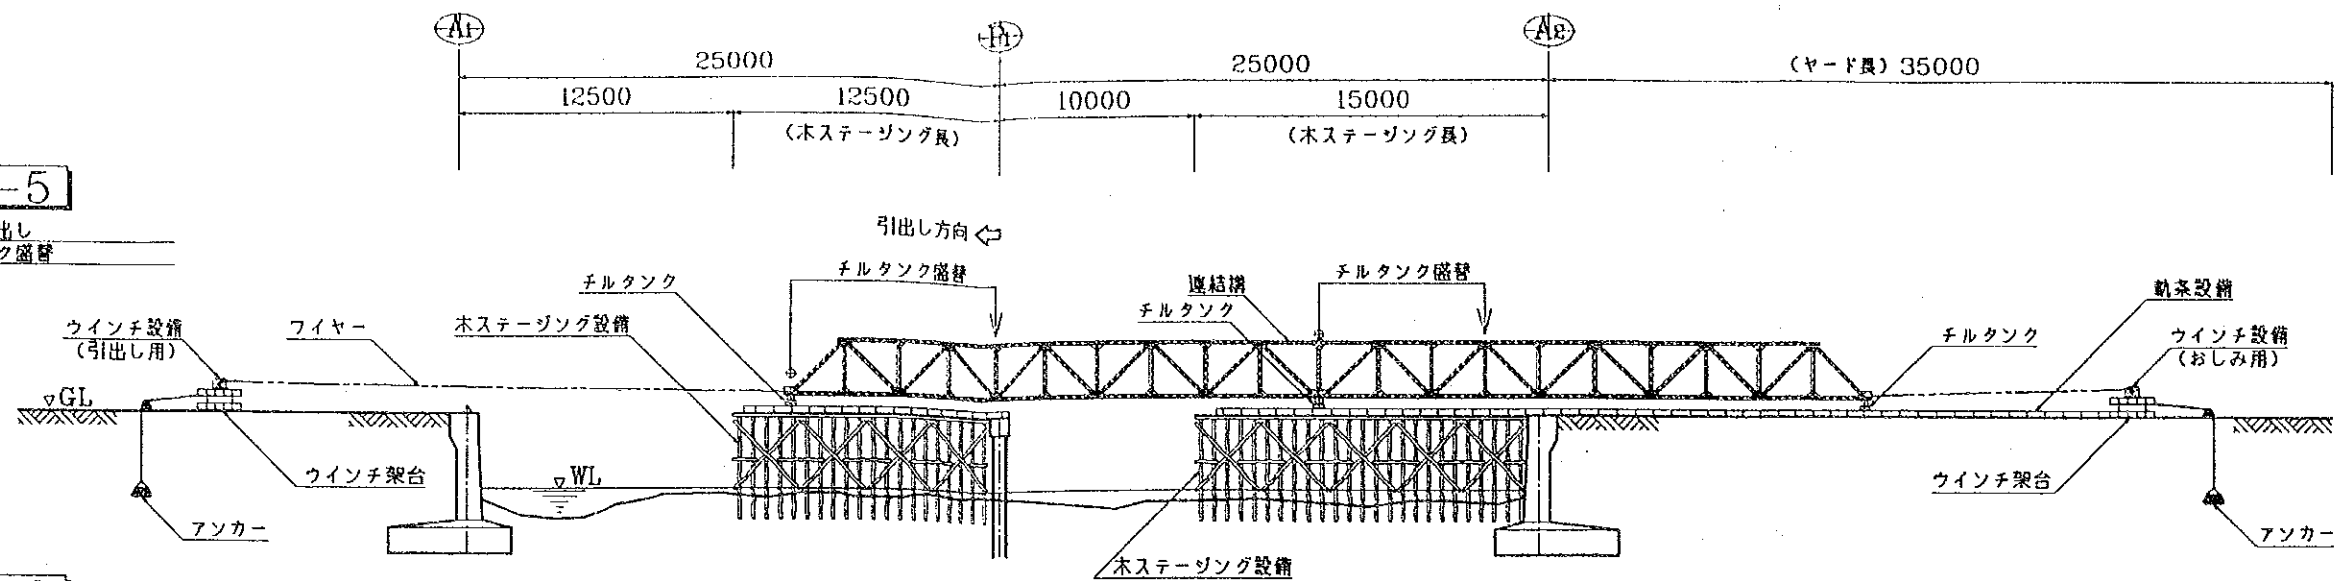 A1
P1
A2
25000
25000
(ヤード長) 35000
12500
12500
10000
15000
(木ステージング長)
(木ステージング長)
-5
出し
ク盛替
引出し方向
チルタンク盛替
チルタンク盛替
チルタンク
連結構
チルタンク
軌条設備
ウインチ設備
(引出し用)
ワイヤー
木ステージング設備
チルタンク
ウインチ設備
(おしみ用)
GL
WL
ウインチ架台
ウインチ架台
アンカー
アンカー
木ステージング設備